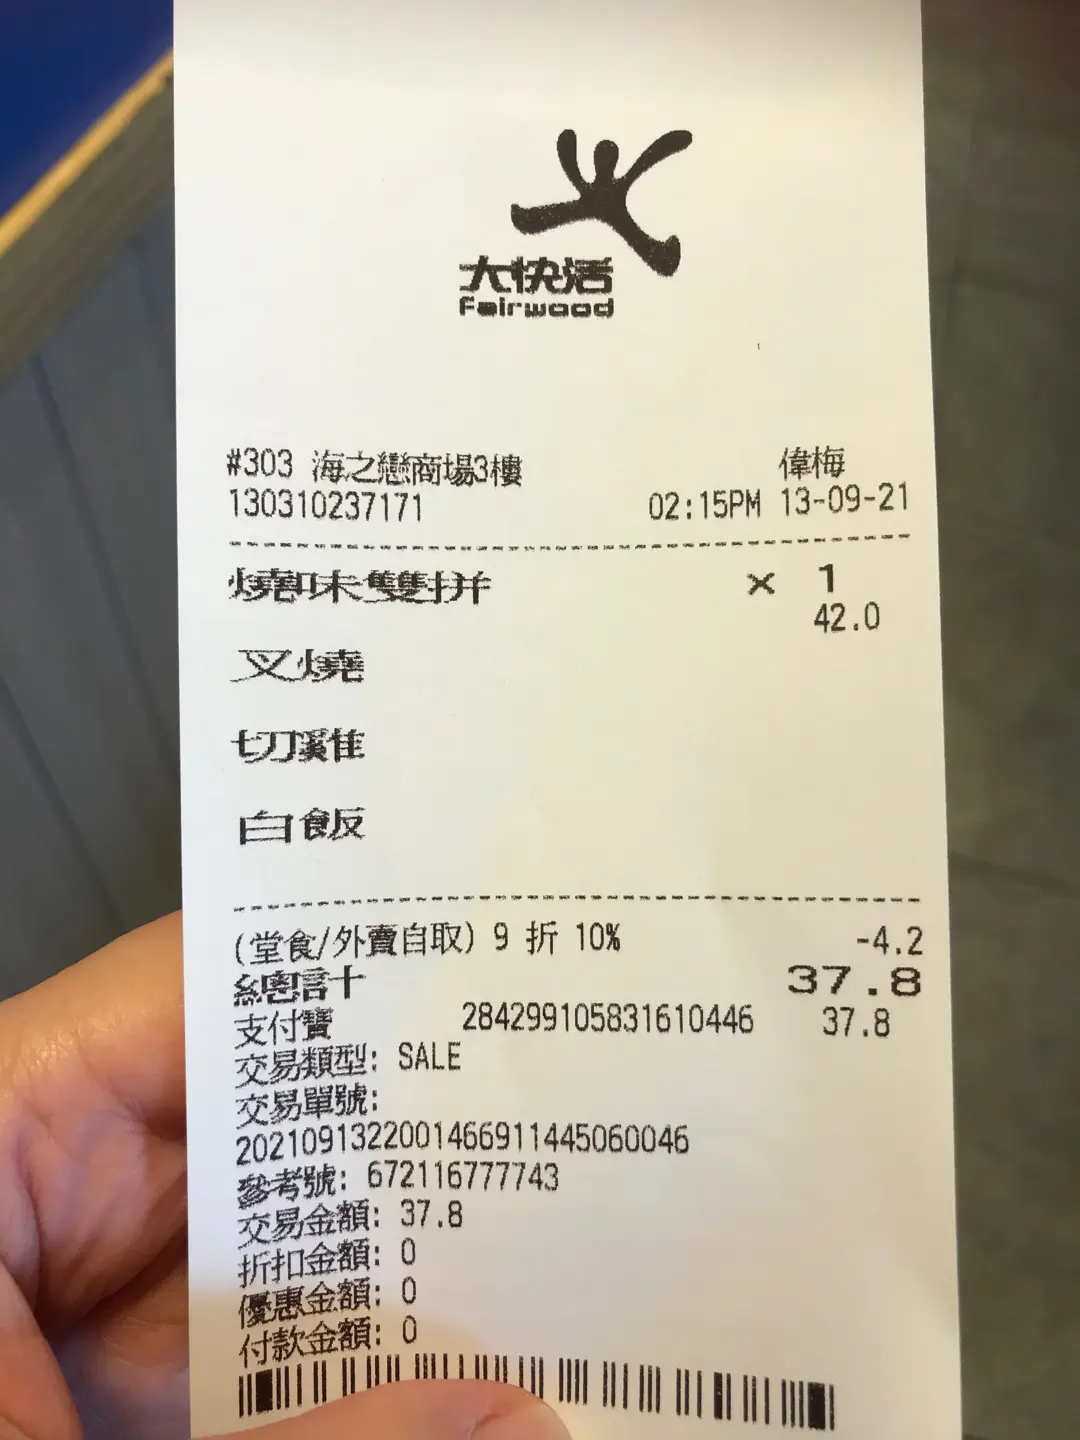 大快活
Fairwood
#303 海之戀商場3樓 偉梅
130310237171 02:15PM 13-09-21
燒味雙拼 × 1
42.0
叉燒
切雞
白飯
(堂食/外賣自取) 9 折 10% -4.2
總計 37.8
支付寶 284299105831610446 37.8
交易類型: SALE
交易單號:
2021091322001466911445060046
參考號: 672116777743
交易金額: 37.8
折扣金額: 0
優惠金額: 0
付款金額: 0